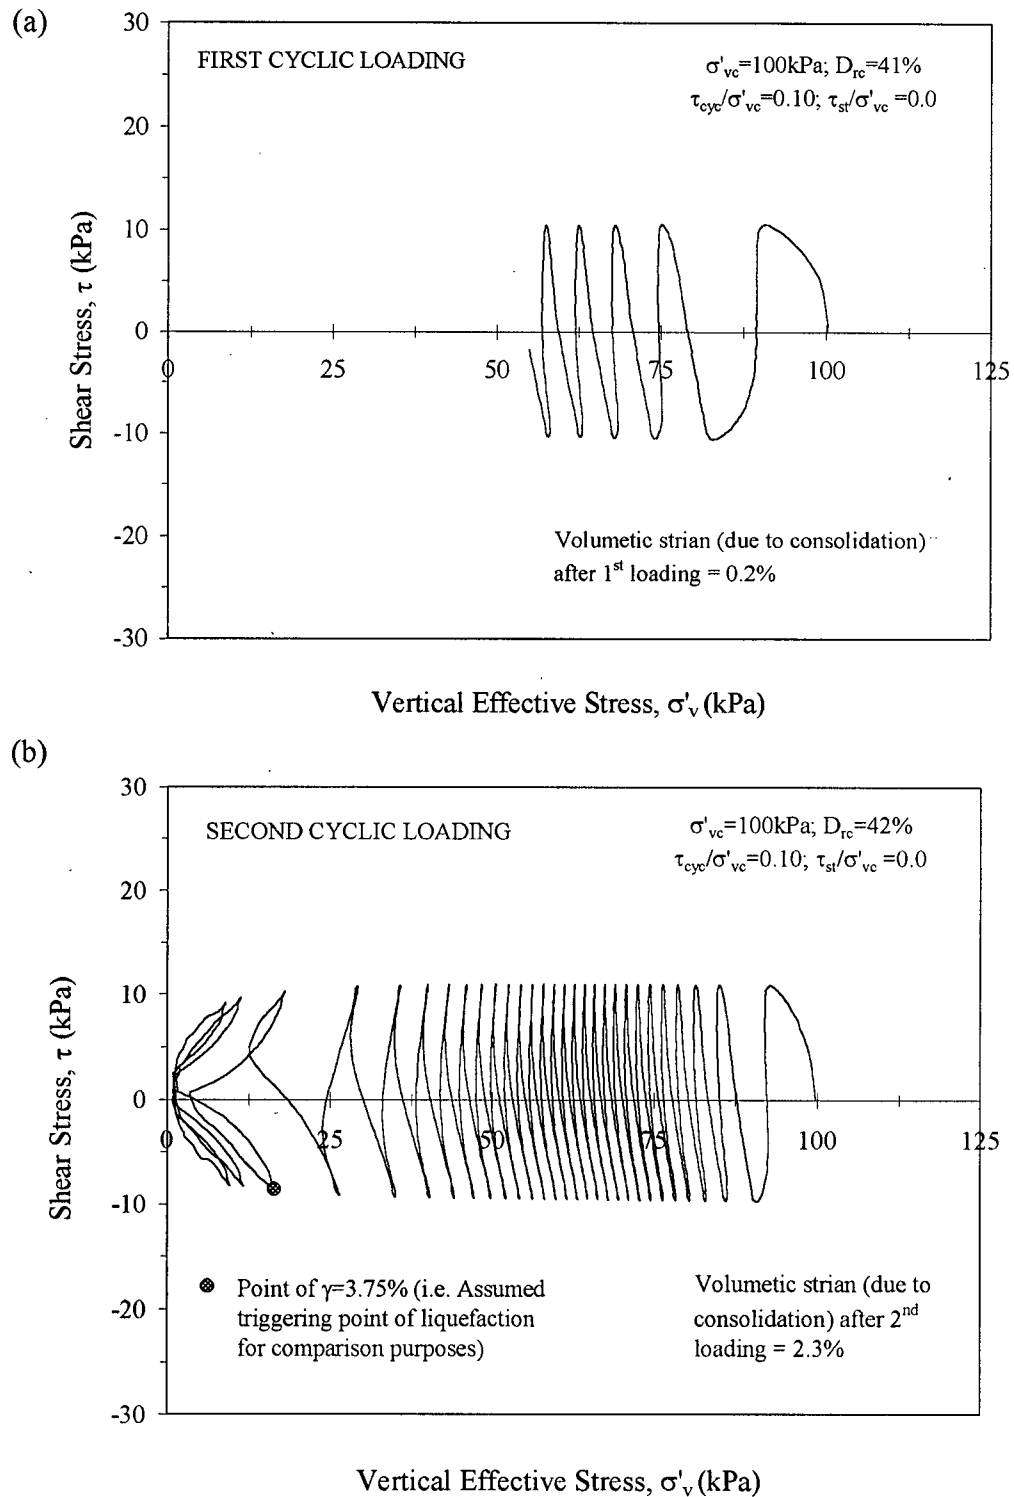 (a)
30
20
10
0
-10
-20
-30
Shear Stress, τ (kPa)
FIRST CYCLIC LOADING
σ'vc=100kPa; Drc=41%
τcyc/σ'vc=0.10; τst/σ'vc =0.0
0 50 75 100 125
Volumetic strian (due to consolidation)
after 1st loading = 0.2%
Vertical Effective Stress, σ'v (kPa)
(b)
30
20
10
0
-10
-20
-30
Shear Stress, τ (kPa)
SECOND CYCLIC LOADING
σ'vc=100kPa; Drc=42%
τcyc/σ'vc=0.10; τst/σ'vc =0.0
0 25 50 75 100 125
Point of γ=3.75% (i.e. Assumed
triggering point of liquefaction
for comparison purposes)
Volumetic strian (due to
consolidation) after 2nd
loading = 2.3%
Vertical Effective Stress, σ'v (kPa)